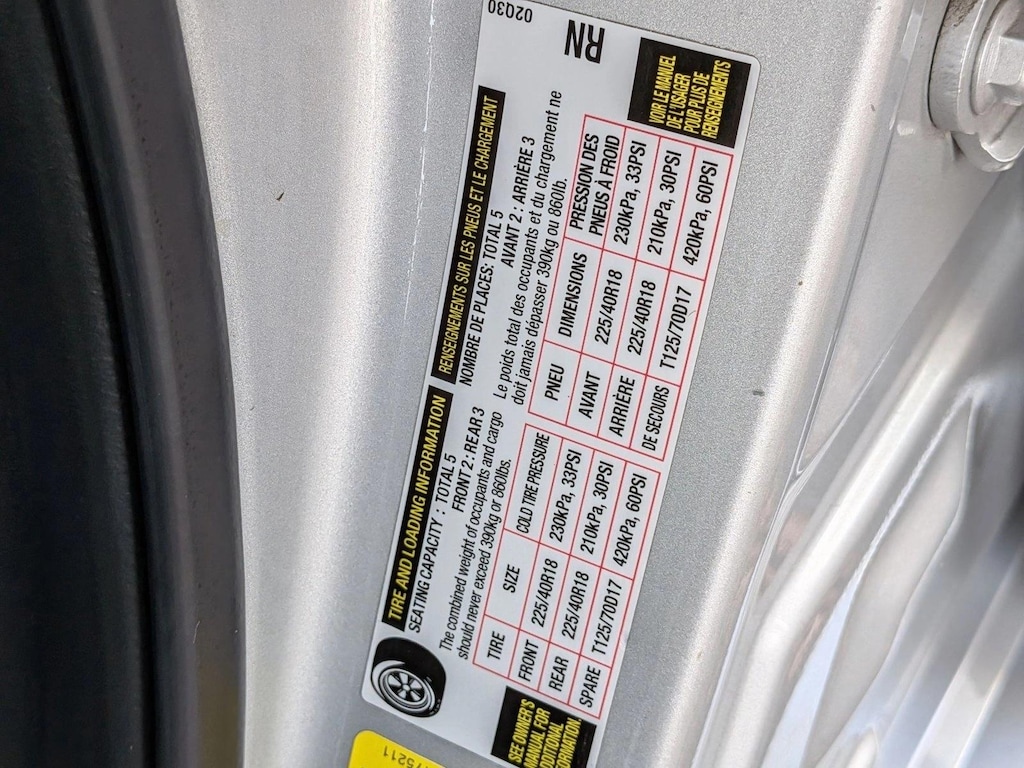 TIRE AND LOADING INFORMATION
SEATING CAPACITY : TOTAL 5
FRONT 2 : REAR 3
The combined weight of occupants and cargo
should never exceed 390kg or 860lbs.
TIRE SIZE COLD TIRE PRESSURE
FRONT 225/40R18 230kPa, 33PSI
REAR 225/40R18 210kPa, 30PSI
SPARE T125/70D17 420kPa, 60PSI
SEE OWNER'S
MANUAL FOR
ADDITIONAL
INFORMATION.
RENSEIGNEMENTS SUR LES PNEUS ET LE CHARGEMENT
NOMBRE DE PLACES: TOTAL 5
AVANT 2 : ARRIÈRE 3
Le poids total des occupants et du chargement ne
doit jamais dépasser 390kg ou 860lb.
PNEU DIMENSIONS PRESSION DES
PNEUS À FROID
AVANT 225/40R18 230kPa, 33PSI
ARRIÈRE 225/40R18 210kPa, 30PSI
DE SECOURS T125/70D17 420kPa, 60PSI
VOIR LE MANUEL
DE L'USAGER
POUR PLUS DE
RENSEIGNEMENTS
02Q30
RN